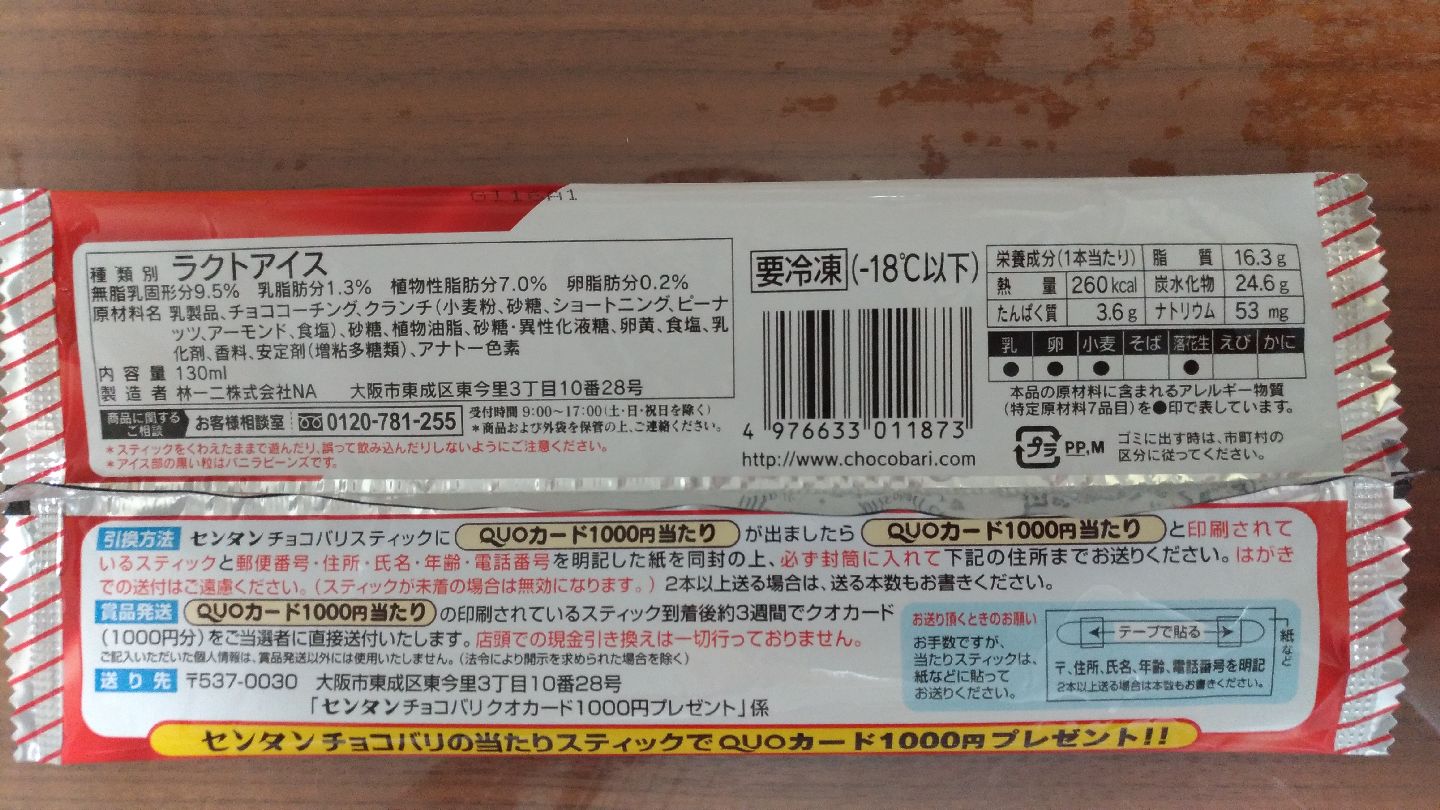 種類別 ラクトアイス
無脂乳固形分9.5% 乳脂肪分1.3% 植物性脂肪分7.0% 卵脂肪分0.2%
原材料名 乳製品、チョココーチング、クランチ(小麦粉、砂糖、ショートニング、ピーナ
ッツ、アーモンド、食塩)、砂糖、植物油脂、砂糖・異性化液糖、卵黄、食塩、乳
化剤、香料、安定剤(増粘多糖類)、アナトー色素
内容量 130ml
製造者 林一二株式会社NA 大阪市東成区東今里3丁目10番28号
商品に関する
ご相談
お客様相談室 0120-781-255
受付時間 9:00~17:00(土・日・祝日を除く)
*商品および外袋を保管の上、ご連絡ください。
*スティックをくわえたままで遊んだり、誤って飲み込んだりしないようにご注意ください。
*アイス部の黒い粒はバニラビーンズです。
要冷凍(-18℃以下)
4 976633 011873
http://www.chocobari.com
栄養成分(1本当たり) 脂質 16.3g
熱量 260kcal 炭水化物 24.6g
たんぱく質 3.6g ナトリウム 53mg
乳 卵 小麦 そば 落花生 えび かに
● ● ● ●
本品の原材料に含まれるアレルギー物質
(特定原材料7品目)を●印で表しています。
プラ PP,M
ゴミに出す時は、市町村の
区分に従ってください。
引換方法 センタンチョコバリスティックに QUOカード1000円当たり が出ましたら QUOカード1000円当たり と印刷されて
いるスティックと郵便番号・住所・氏名・年齢・電話番号を明記した紙を同封の上、必ず封筒に入れて下記の住所までお送りください。はがき
での送付はご遠慮ください。(スティックが未着の場合は無効になります。)2本以上送る場合は、送る本数もお書きください。
賞品発送 QUOカード1000円当たり の印刷されているスティック到着後約3週間でクオカード
(1000円分)をご当選者に直接送付いたします。店頭での現金引き換えは一切行っておりません。
ご記入いただいた個人情報は、賞品発送以外には使用いたしません。(法令により開示を求められた場合を除く)
送り先 〒537-0030 大阪市東成区東今里3丁目10番28号
「センタンチョコバリクオカード1000円プレゼント」係
お送り頂くときのお願い
お手数ですが、
当たりスティックは、
紙などに貼って
お送りください。
テープで貼る
紙など
〒、住所、氏名、年齢、電話番号を明記
2本以上送る場合は本数もお書きください。
センタンチョコバリの当たりスティックでQUOカード1000円プレゼント!!